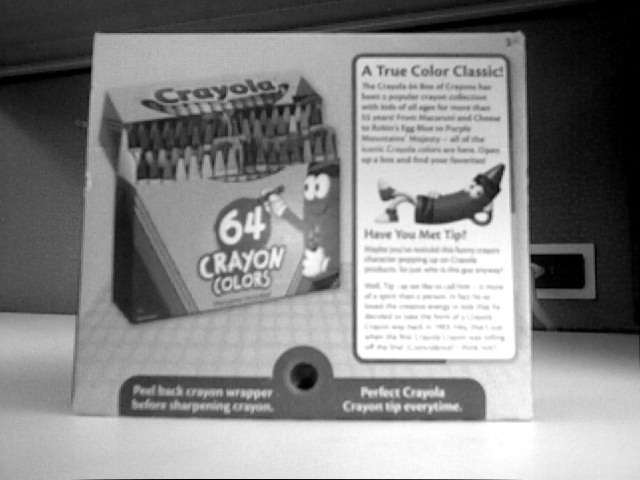 Crayola
64
CRAYON
COLORS
A True Color Classic!
The Crayola 64 Box of Crayons has
been a popular crayon collection
with kids of all ages for more than
55 years! From Macaroni and Cheese
to Robin's Egg Blue to Purple
Mountains' Majesty – all of the
iconic Crayola colors are here. Open
up a box and find your favorites!
Have You Met Tip?
Maybe you've noticed this funny crayon
character popping up on Crayola
products. So just who is this guy anyway?
Well, Tip – as we like to call him – is more
of a spirit than a person. In fact he so
loved the creative energy in kids that he
decided to take the form of a Crayola
Crayon way back in 1903. Hey, that's just
when the first Crayola Crayon was rolling
off the line! (Coincidence? I think not!)
Peel back crayon wrapper
before sharpening crayon.
Perfect Crayola
Crayon tip everytime.